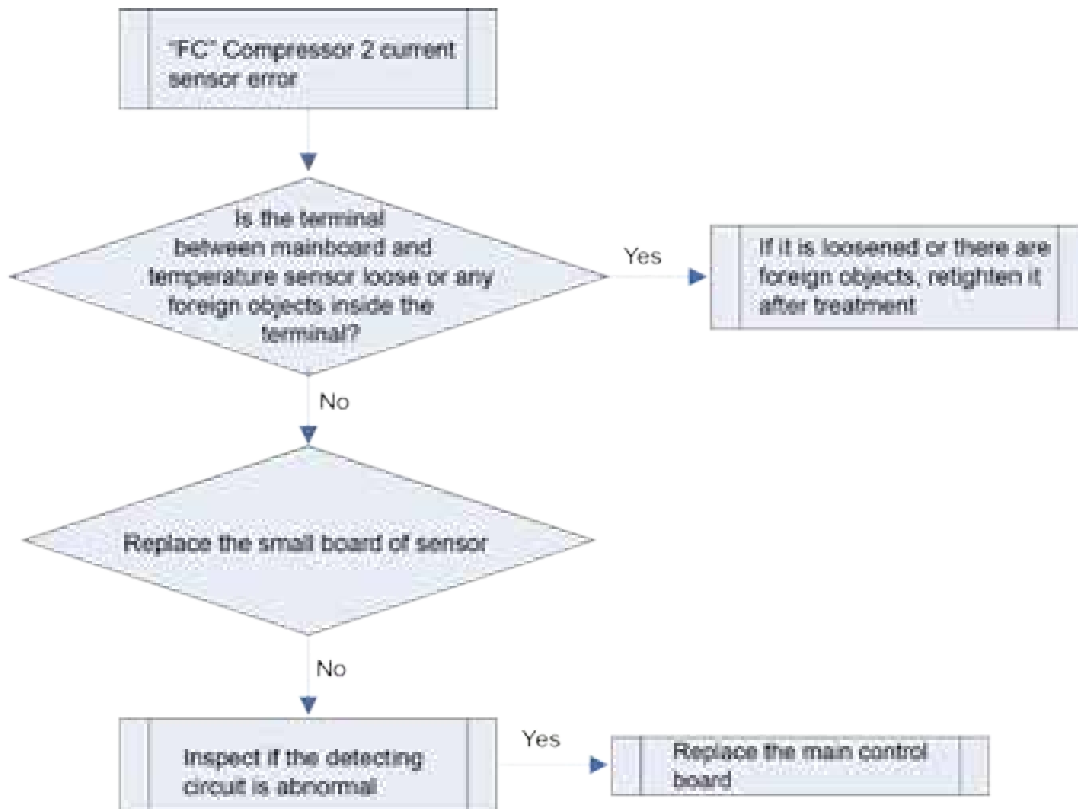 "FC" Compressor 2 current
sensor error
Is the terminal
between mainboard and
temperature sensor loose or any
foreign objects inside the
terminal?
Yes
If it is loosened or there are
foreign objects, retighten it
after treatment
No
Replace the small board of sensor
No
Inspect if the detecting
circuit is abnormal
Yes
Replace the main control
board